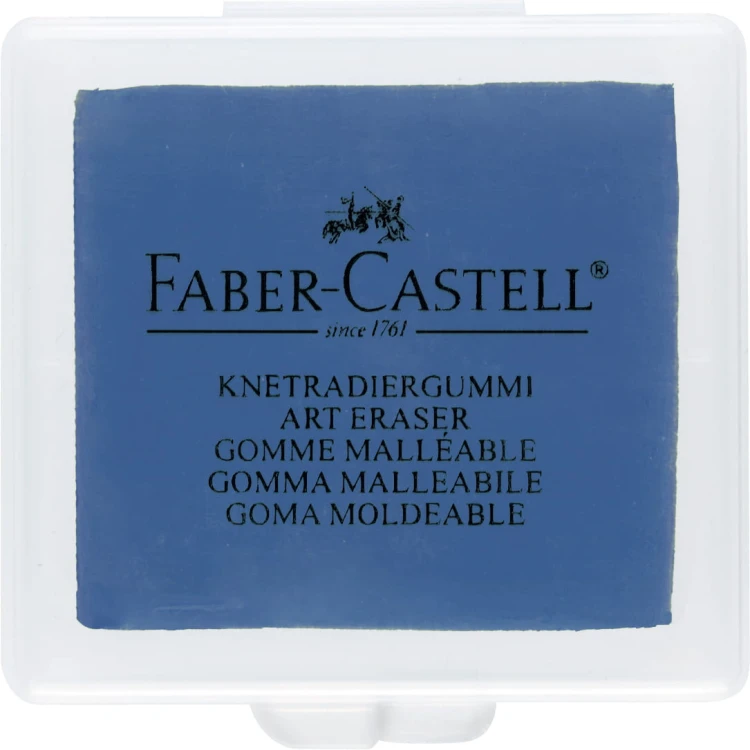 FABER-CASTELL®
since 1761
KNETRADIERGUMMI
ART ERASER
GOMME MALLÉABLE
GOMMA MALLEABILE
GOMA MOLDEABLE